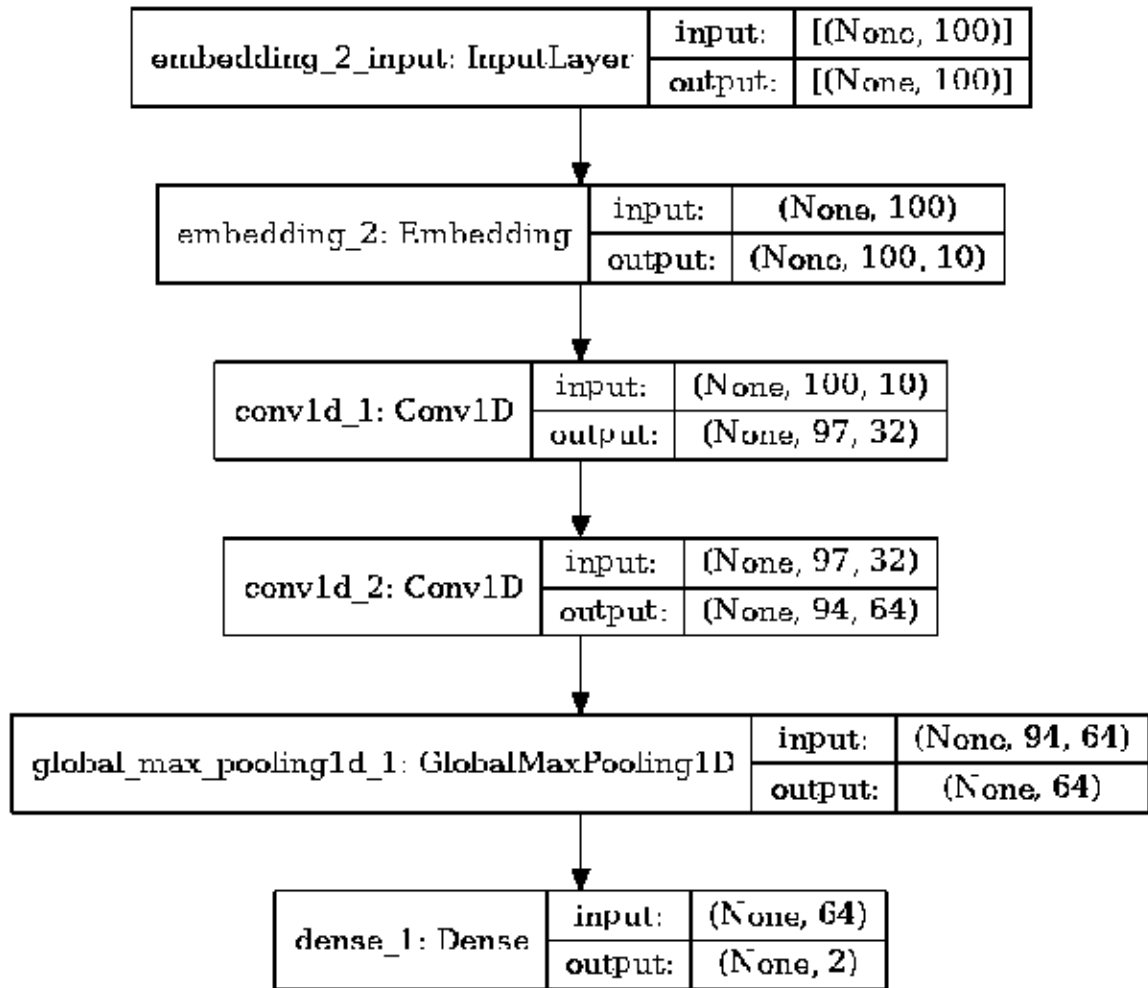 embedding_2_input: InputLayer
input: [(None, 100)]
output: [(None, 100)]
embedding_2: Embedding
input: (None, 100)
output: (None, 100, 10)
conv1d_1: Conv1D
input: (None, 100, 10)
output: (None, 97, 32)
conv1d_2: Conv1D
input: (None, 97, 32)
output: (None, 94, 64)
global_max_pooling1d_1: GlobalMaxPooling1D
input: (None, 94, 64)
output: (None, 64)
dense_1: Dense
input: (None, 64)
output: (None, 2)